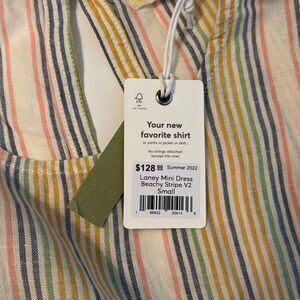 FSC
Your new
favorite shirt
or pants or jacket or skirt...
No strings attached
(except this one)
$128.00 Summer 2022
Laney Mini Dress
Beachy Stripe V2
Small